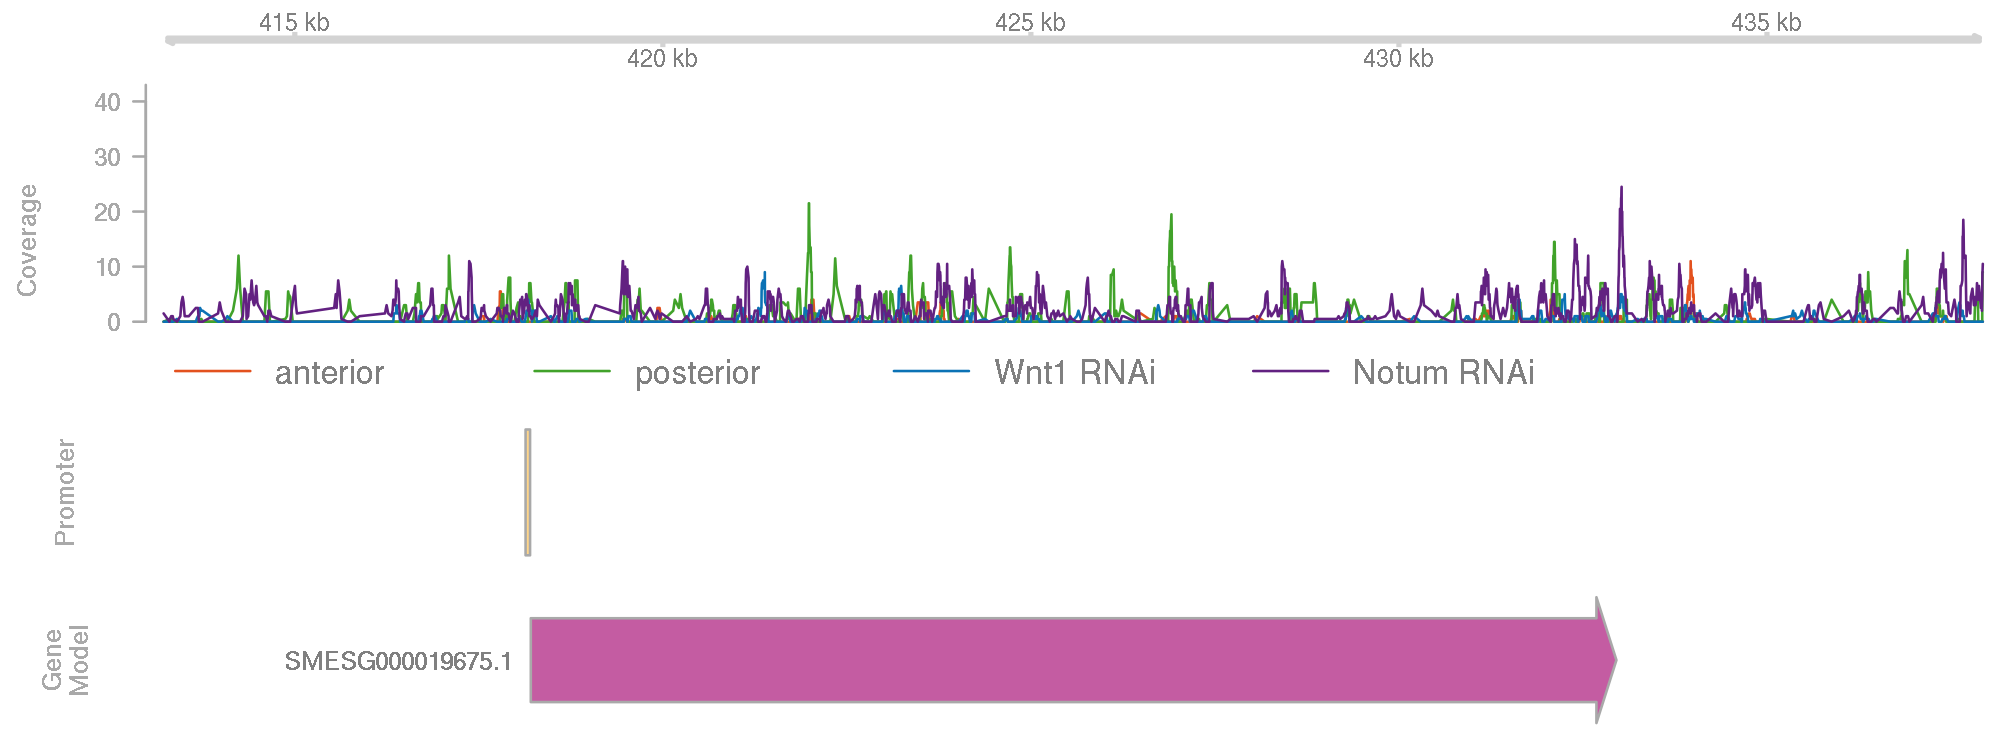 415 kb 425 kb 435 kb
420 kb 430 kb
Coverage
40
30
20
10
0
anterior posterior Wnt1 RNAi Notum RNAi
Promoter
Gene
Model
SMESG000019675.1